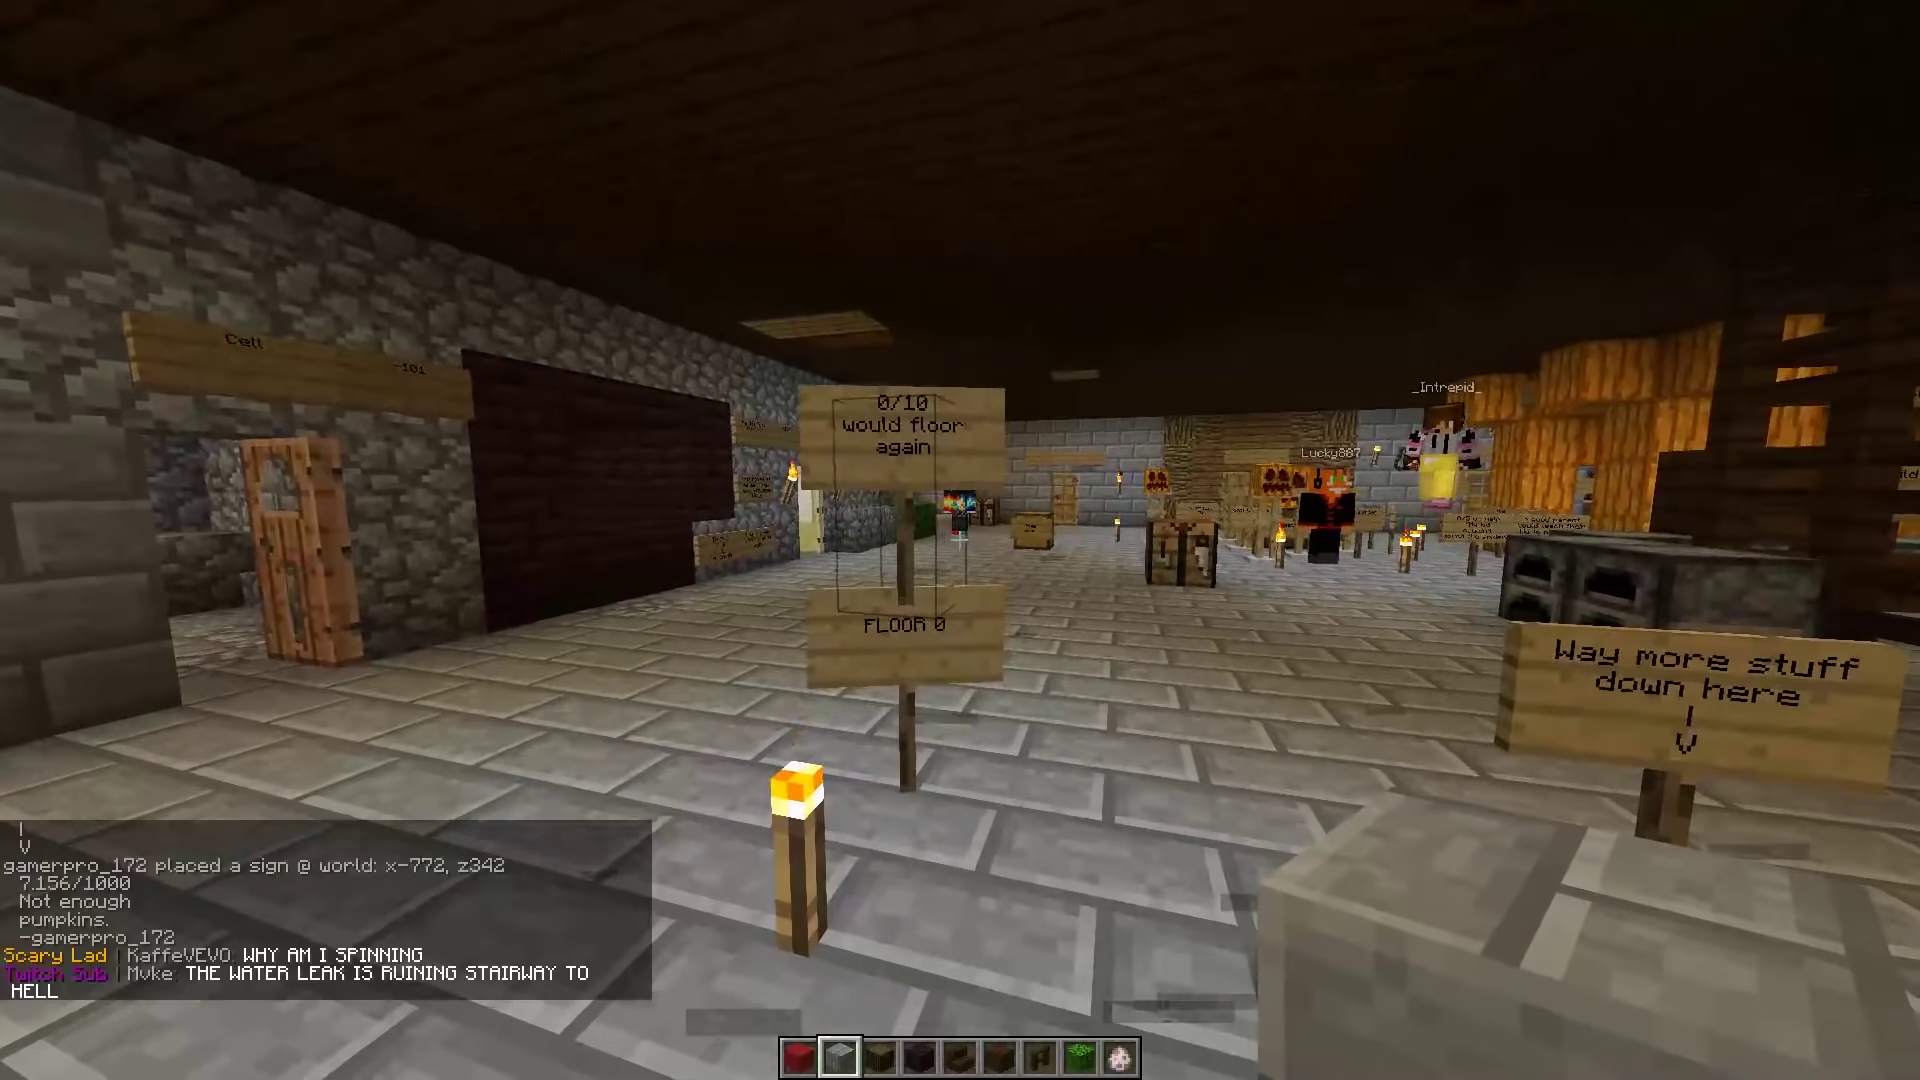 Cell
-101
0/10
would floor
again
FLOOR 0
Lucky887
_Intrepid_
Way more stuff
down here
|
V
|
V
gamerpro_172 placed a sign @ world: x-772, z342
7.156/1000
Not enough
pumpkins.
-gamerpro_172
Scary Lad | KaffeVEVO: WHY AM I SPINNING
Twitch Sub | Mvke: THE WATER LEAK IS RUINING STAIRWAY TO
HELL